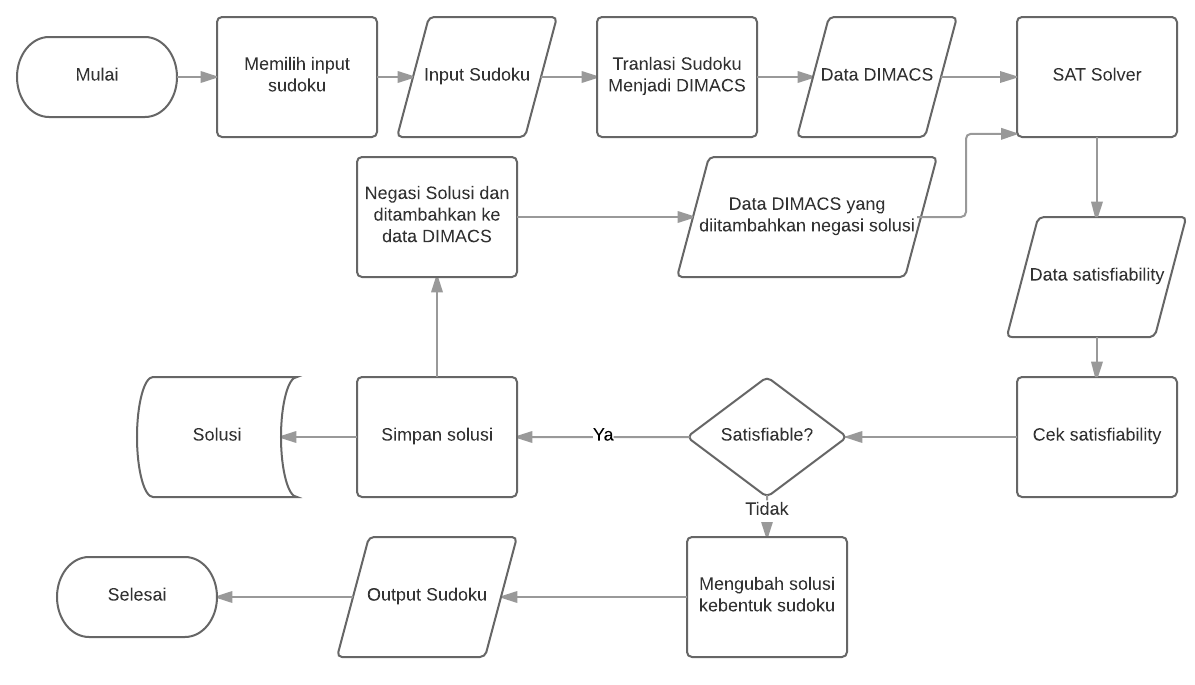 Mulai
Memilih input
sudoku
Input Sudoku
Tranlasi Sudoku
Menjadi DIMACS
Data DIMACS
SAT Solver
Negasi Solusi dan
ditambahkan ke
data DIMACS
Data DIMACS yang
diitambahkan negasi solusi
Data satisfiability
Solusi
Simpan solusi
Ya
Satisfiable?
Cek satisfiability
Tidak
Selesai
Output Sudoku
Mengubah solusi
kebentuk sudoku